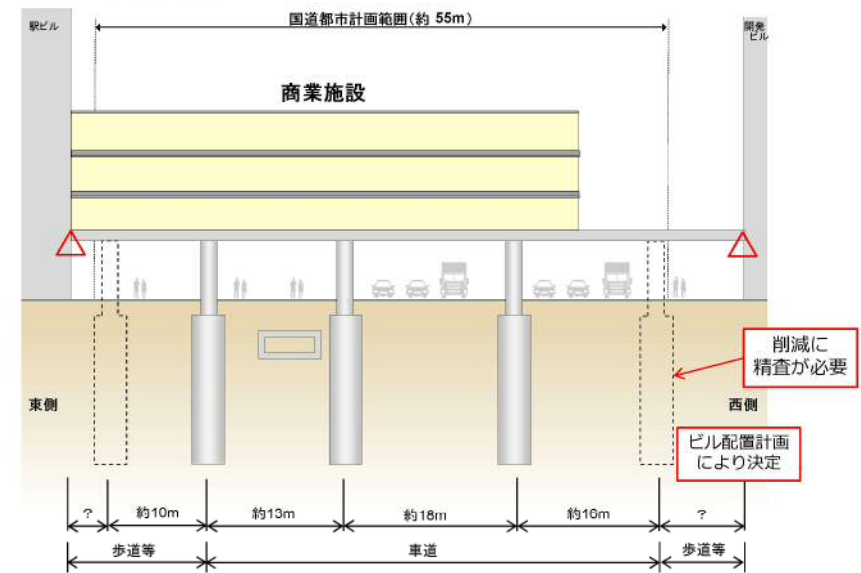 国道都市計画範囲(約 55m)
駅ビル
開発
ビル
商業施設
削減に
精査が必要
東側
西側
ビル配置計画
により決定
?
約10m
約13m
約18m
約16m
?
歩道等
車道
歩道等